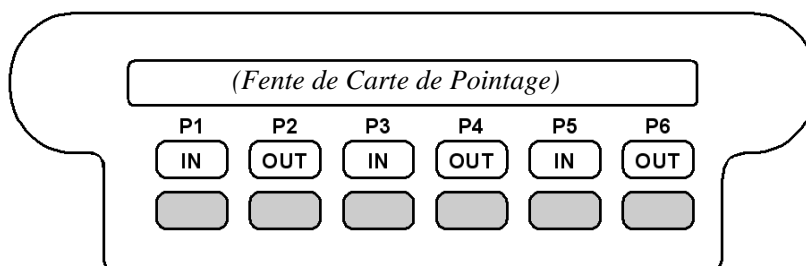 (Fente de Carte de Pointage)
P1 P2 P3 P4 P5 P6
IN OUT IN OUT IN OUT